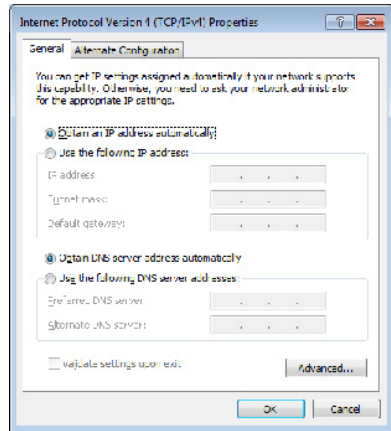 Internet Protocol Version 4 (TCP/IPv4) Properties
General
Alternate Configuration
You can get IP settings assigned automatically if your network supports
this capability. Otherwise, you need to ask your network administrator
for the appropriate IP settings.
Obtain an IP address automatically
Use the following IP address:
IP address
Subnet mask:
Default gateway:
Obtain DNS server address automatically
Use the following DNS server addresses:
Preferred DNS server
Alternate DNS server:
Validate settings upon exit
Advanced...
OK
Cancel